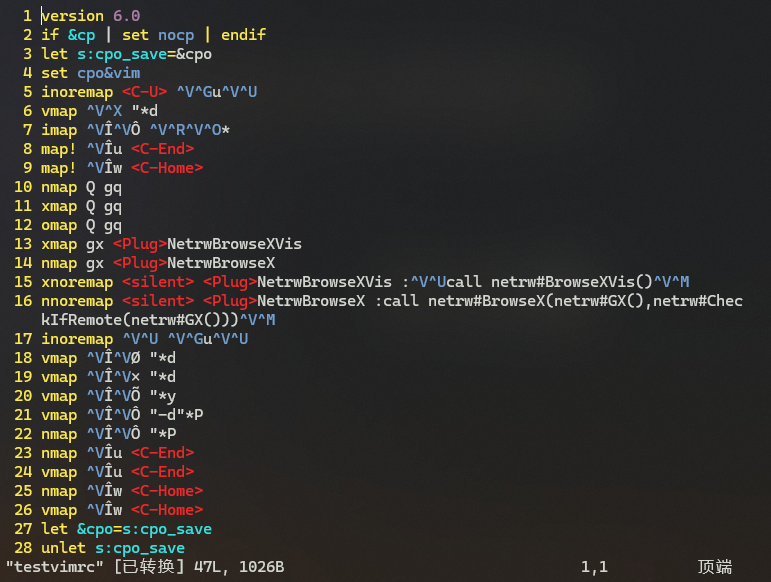 1 version 6.0
2 if &cp | set nocp | endif
3 let s:cpo_save=&cpo
4 set cpo&vim
5 inoremap <C-U> ^V^Gu^V^U
6 vmap ^V^X "*d
7 imap ^VÎ^VÔ ^V^R^V^O*
8 map! ^VÎu <C-End>
9 map! ^VÎw <C-Home>
10 nmap Q gq
11 xmap Q gq
12 omap Q gq
13 xmap gx <Plug>NetrwBrowseXVis
14 nmap gx <Plug>NetrwBrowseX
15 xnoremap <silent> <Plug>NetrwBrowseXVis :^V^Ucall netrw#BrowseXVis()^V^M
16 nnoremap <silent> <Plug>NetrwBrowseX :call netrw#BrowseX(netrw#GX(),netrw#Chec
kIfRemote(netrw#GX()))^V^M
17 inoremap ^V^U ^V^Gu^V^U
18 vmap ^VÎ^VØ "*d
19 vmap ^VÎ^V× "*d
20 vmap ^VÎ^VÕ "*y
21 vmap ^VÎ^VÔ "-d"*P
22 nmap ^VÎ^VÔ "*P
23 nmap ^VÎu <C-End>
24 vmap ^VÎu <C-End>
25 nmap ^VÎw <C-Home>
26 vmap ^VÎw <C-Home>
27 let &cpo=s:cpo_save
28 unlet s:cpo_save
"testvimrc" [已转换] 47L, 1026B 1,1 顶端